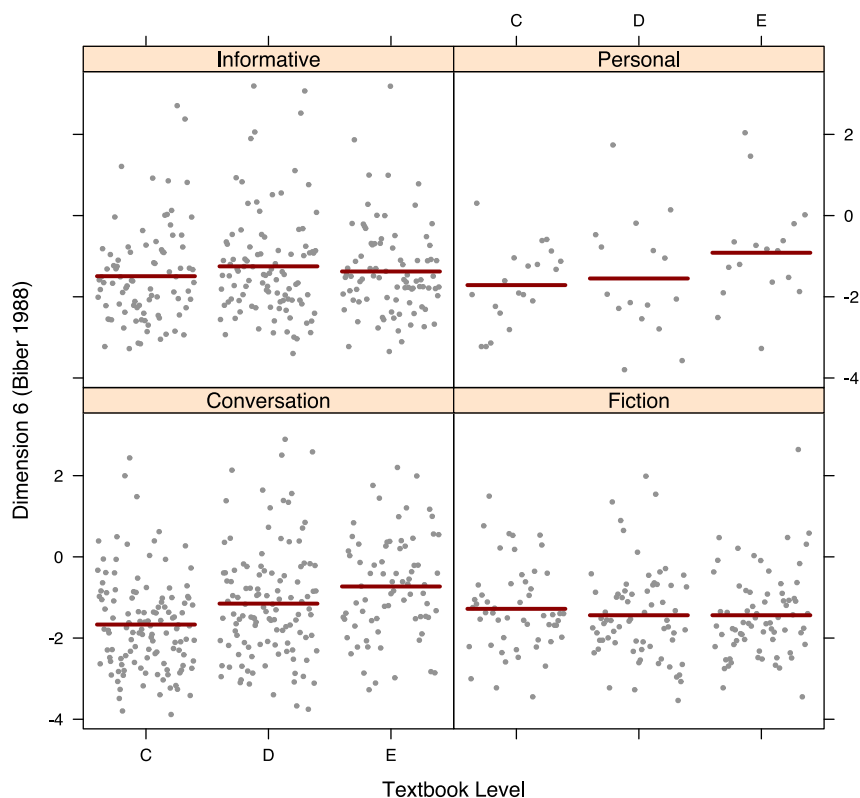 C D E
Informative Personal
2
0
-2
-4
Conversation Fiction
2
0
-2
-4
C D E
Dimension 6 (Biber 1988)
Textbook Level